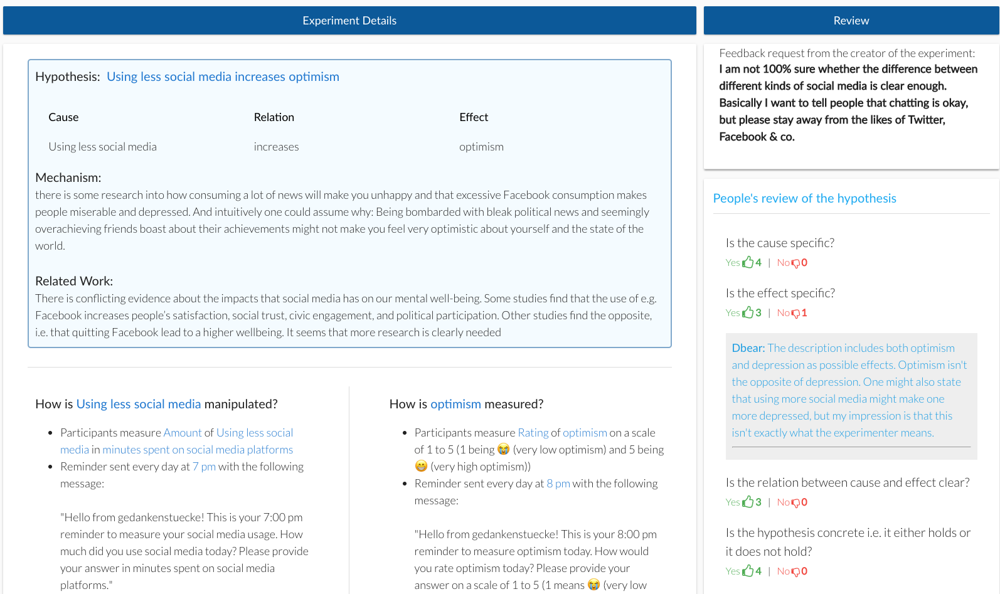 Experiment Details
Hypothesis: Using less social media increases optimism
Cause Relation Effect
Using less social media increases optimism
Mechanism:
there is some research into how consuming a lot of news will make you unhappy and that excessive Facebook consumption makes
people miserable and depressed. And intuitively one could assume why: Being bombarded with bleak political news and seemingly
overachieving friends boast about their achievements might not make you feel very optimistic about yourself and the state of the
world.
Related Work:
There is conflicting evidence about the impacts that social media has on our mental well-being. Some studies find that the use of e.g.
Facebook increases people's satisfaction, social trust, civic engagement, and political participation. Other studies find the opposite,
i.e. that quitting Facebook lead to a higher wellbeing. It seems that more research is clearly needed
How is Using less social media manipulated?
• Participants measure Amount of Using less social
media in minutes spent on social media platforms
• Reminder sent every day at 7 pm with the following
message:
"Hello from gedankenstuecke! This is your 7:00 pm
reminder to measure your social media usage. How
much did you use social media today? Please provide
your answer in minutes spent on social media
platforms."
How is optimism measured?
• Participants measure Rating of optimism on a scale
of 1 to 5 (1 being 😭 (very low optimism) and 5 being
😁 (very high optimism))
• Reminder sent every day at 8 pm with the following
message:
"Hello from gedankenstuecke! This is your 8:00 pm
reminder to measure optimism today. How would
you rate optimism today? Please provide your
answer on a scale of 1 to 5 (1 means 😭 (very low
Review
Feedback request from the creator of the experiment:
I am not 100% sure whether the difference between
different kinds of social media is clear enough.
Basically I want to tell people that chatting is okay,
but please stay away from the likes of Twitter,
Facebook & co.
People's review of the hypothesis
Is the cause specific?
Yes 4 | No 0
Is the effect specific?
Yes 3 | No 1
Dbear: The description includes both optimism
and depression as possible effects. Optimism isn't
the opposite of depression. One might also state
that using more social media might make one
more depressed, but my impression is that this
isn't exactly what the experimenter means.
Is the relation between cause and effect clear?
Yes 3 | No 0
Is the hypothesis concrete i.e. it either holds or
it does not hold?
Yes 4 | No 0